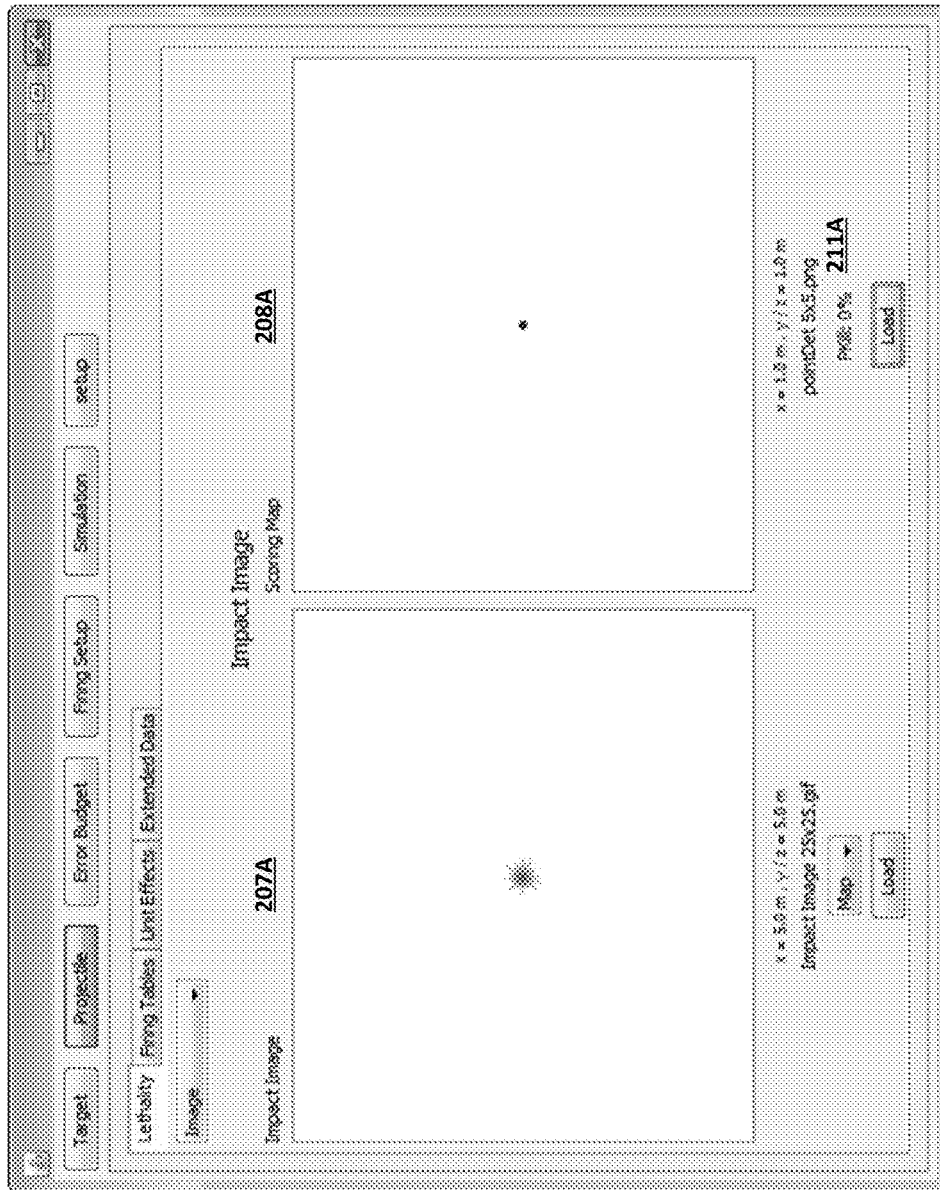 Target Projectile Error Budget Firing Setup Simulation setup
Lethality Firing Tables Unit Effects Extended Data
Image
Impact Image
Impact Image 207A Scoring Map 208A
x = 5.0 m, y / z = 5.0 m
Impact Image 25x25.gif
Map
Load
x = 1.0 m, y / z = 1.0 m
pointDet 5x5.png
PKB: 0% 211A
Load